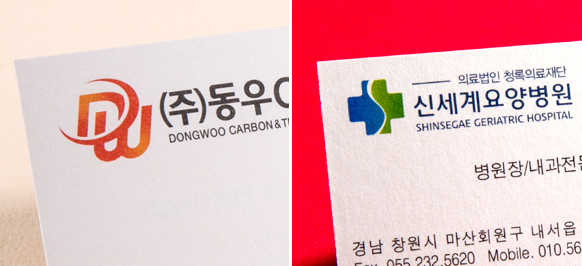 (주)동우
DONGWOO CARBON &
의료법인 청록의료재단
신세계요양병원
SHINSEGAE GERIATRIC HOSPITAL
병원장/내과전
경남 창원시 마산회원구 내서읍
Fax. 055.232.5620 Mobile. 010.56